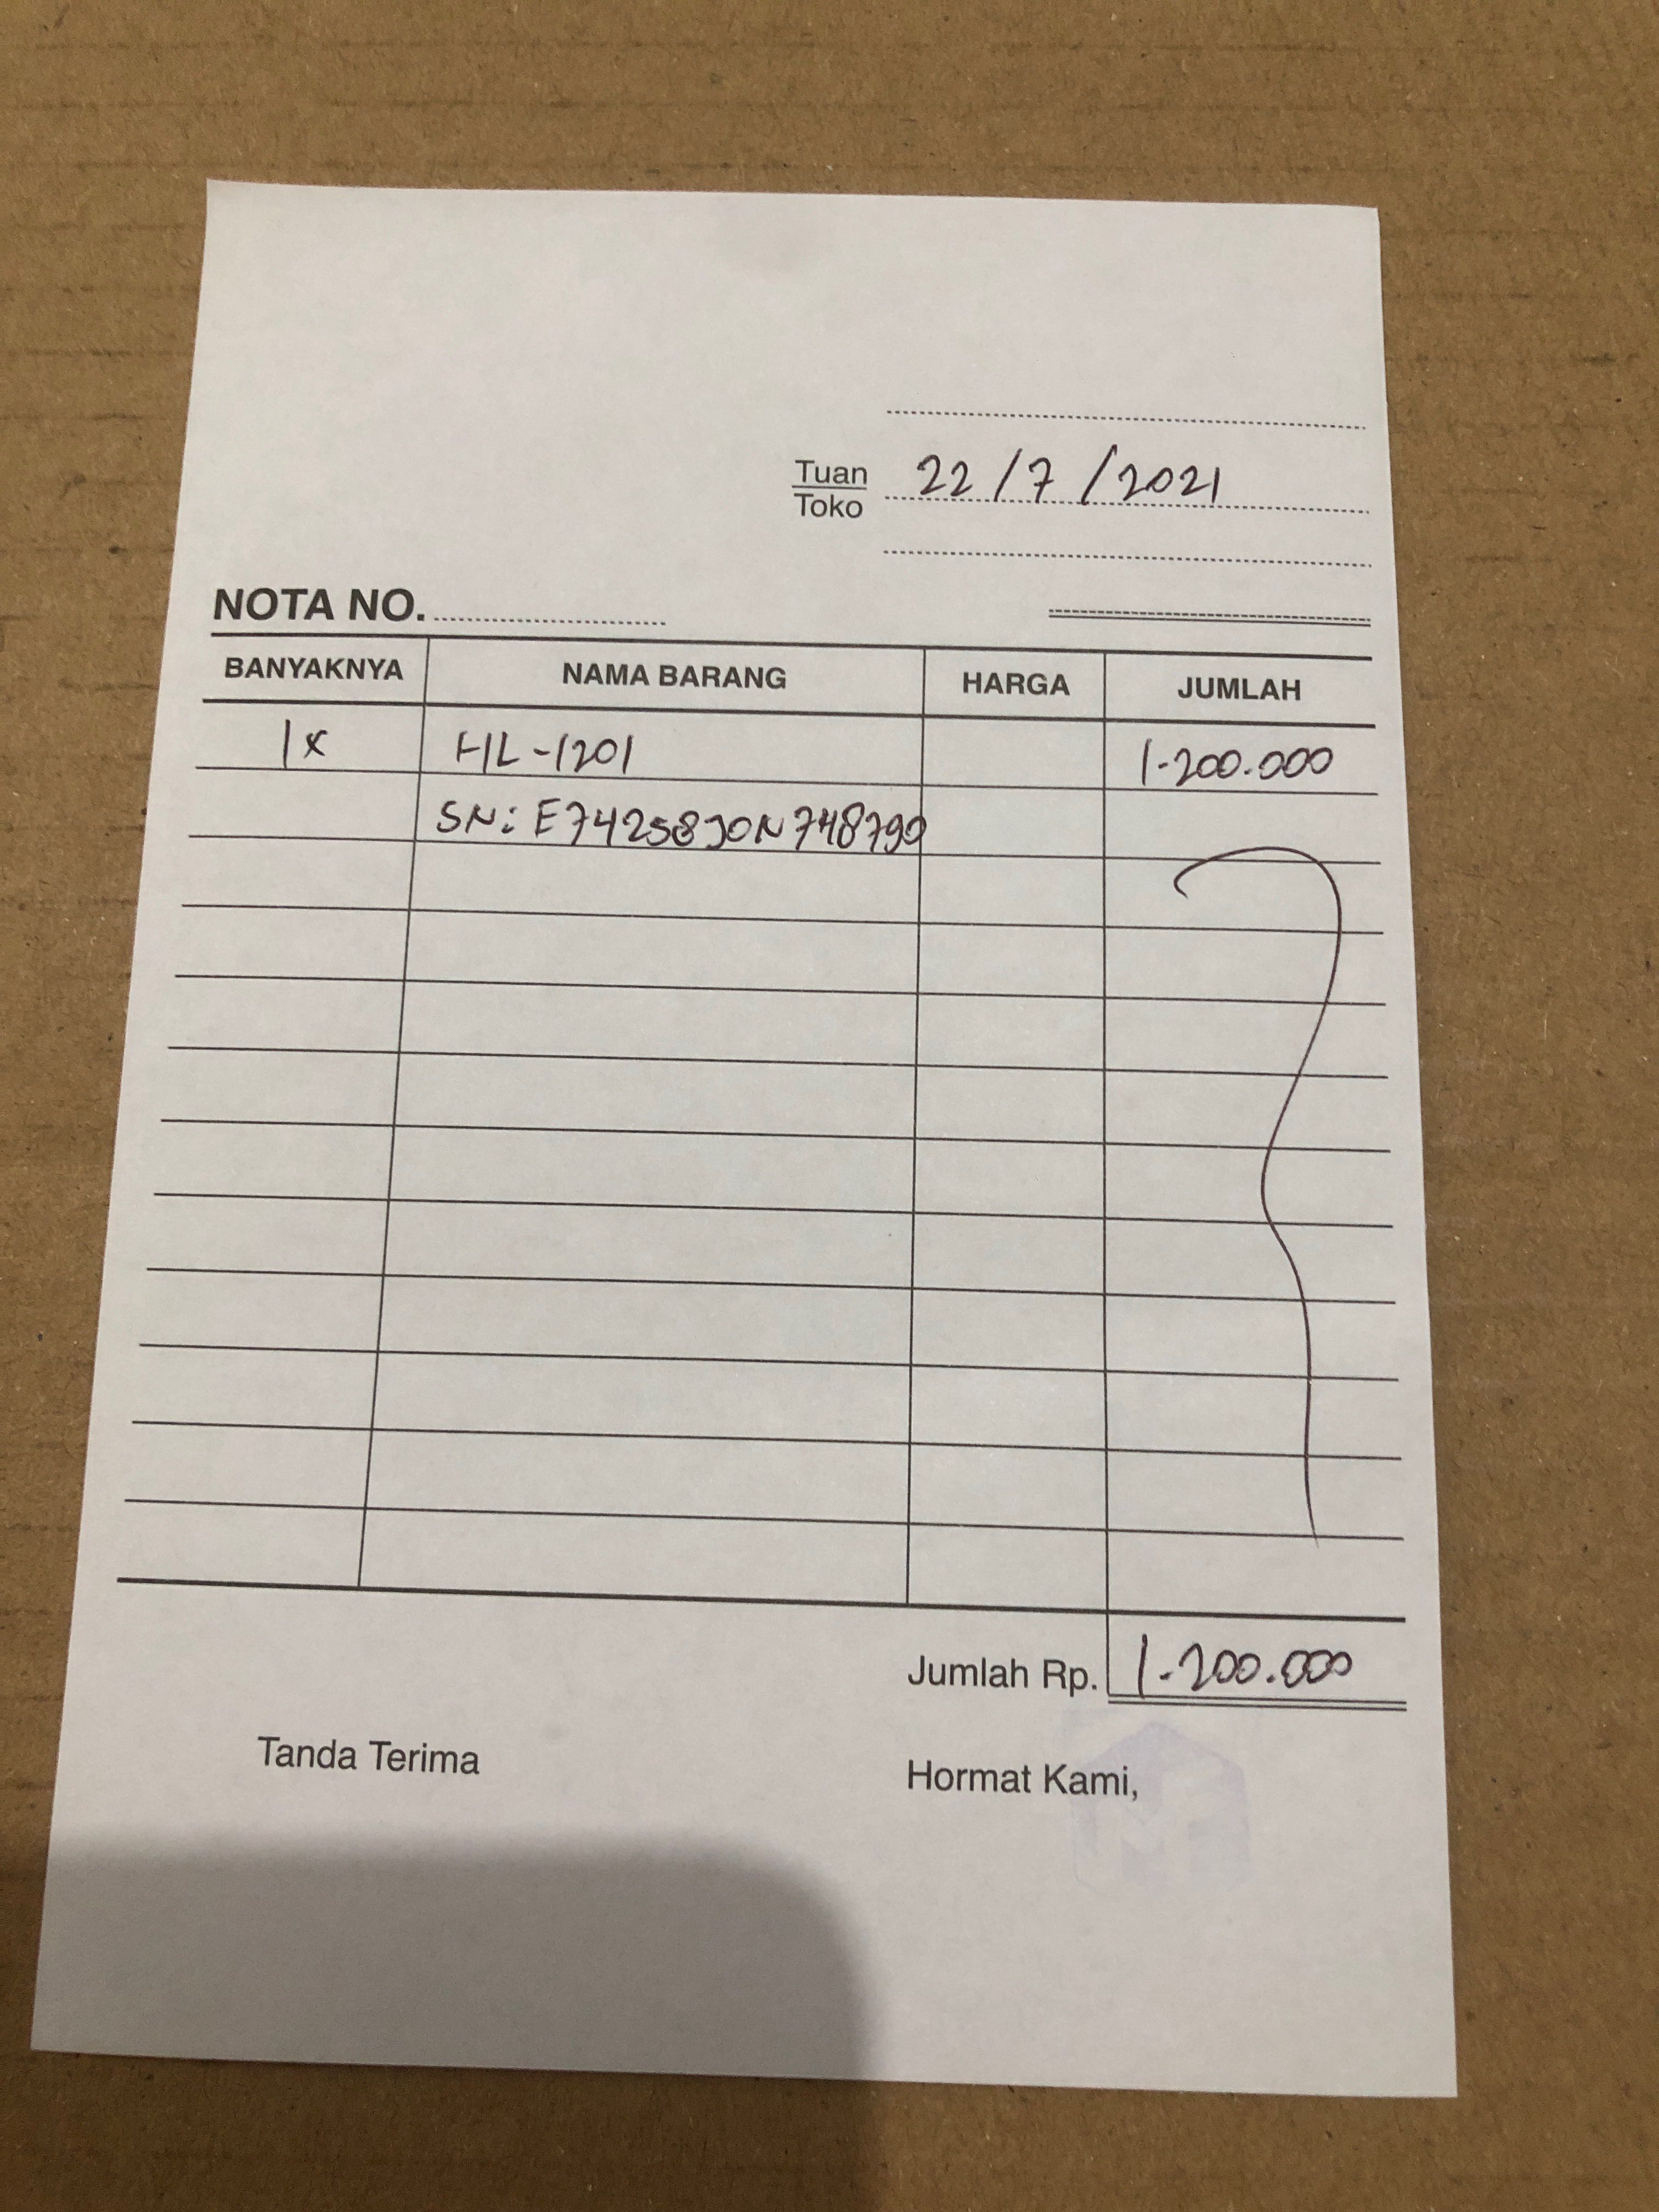 Tuan
Toko
22/7/2021
NOTA NO.
BANYAKNYA NAMA BARANG HARGA JUMLAH
1x HL-1201 1-200.000
SN: E74258JON748790
Jumlah Rp. 1-200.000
Tanda Terima Hormat Kami,